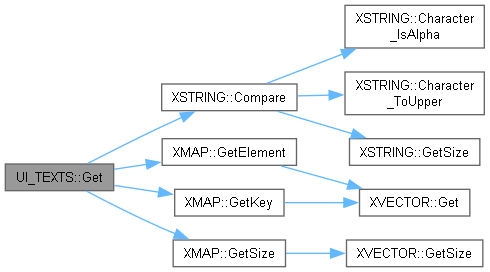 UI_TEXTS::Get
XSTRING::Compare
XMAP::GetElement
XMAP::GetKey
XMAP::GetSize
XSTRING::Character
_IsAlpha
XSTRING::Character
_ToUpper
XSTRING::GetSize
XVECTOR::Get
XVECTOR::GetSize